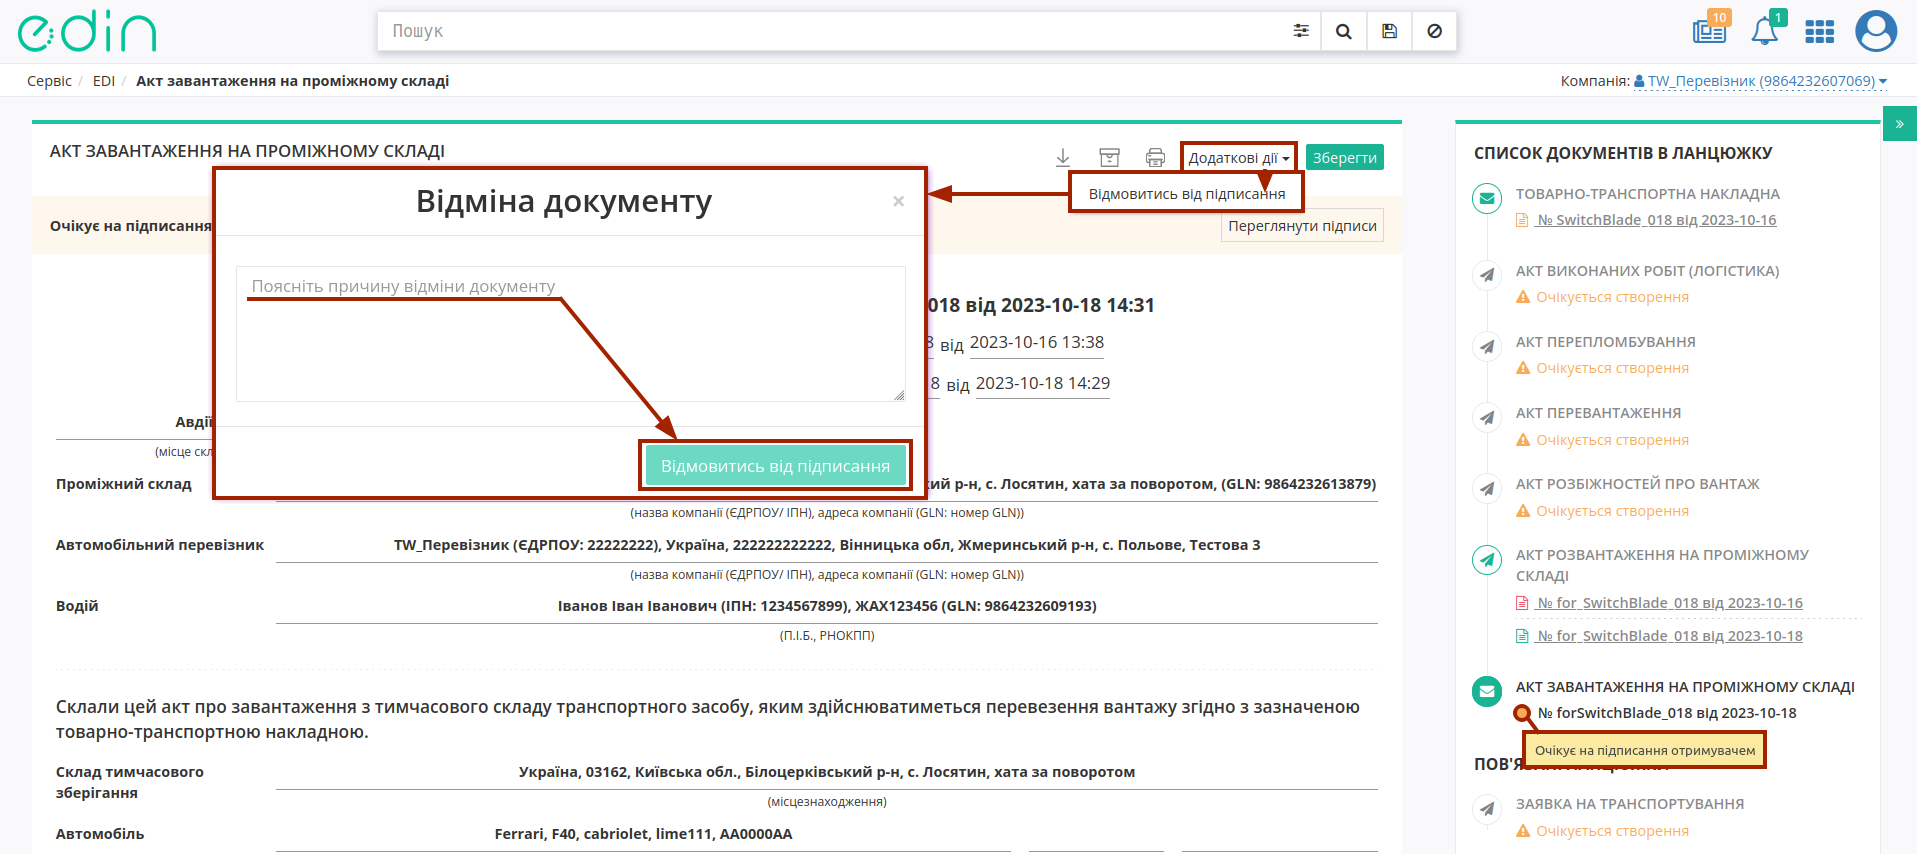 edin
Пошук
10
1
Сервіс / EDI / Акт завантаження на проміжному складі
Компанія: TW_Перевізник (9864232607069)
АКТ ЗАВАНТАЖЕННЯ НА ПРОМІЖНОМУ СКЛАДІ
Додаткові дії
Зберегти
Відмовитись від підписання
Очікує на підписання
Переглянути підписи
Відміна документу
×
Поясніть причину відміни документу
Відмовитись від підписання
018 від 2023-10-18 14:31
від 2023-10-16 13:38
8 від 2023-10-18 14:29
(місце
Проміжний склад
р-н, с. Лосятин, хата за поворотом, (GLN: 9864232613879)
(назва компанії (ЄДРПОУ/ ІПН), адреса компанії (GLN: номер GLN))
Автомобільний перевізник
TW_Перевізник (ЄДРПОУ: 22222222), Україна, 222222222222, Вінницька обл, Жмеринський р-н, с. Польове, Тестова 3
(назва компанії (ЄДРПОУ/ ІПН), адреса компанії (GLN: номер GLN))
Водій
Іванов Іван Іванович (ІПН: 1234567899), ЖАХ123456 (GLN: 9864232609193)
(П.І.Б., РНОКПП)
Склали цей акт про завантаження з тимчасового складу транспортного засобу, яким здійснюватиметься перевезення вантажу згідно з зазначеною
товарно-транспортною накладною.
Склад тимчасового
зберігання
Україна, 03162, Київська обл., Білоцерківський р-н, с. Лосятин, хата за поворотом
(місцезнаходження)
Автомобіль
Ferrari, F40, cabriolet, lime111, AA0000AA
»
СПИСОК ДОКУМЕНТІВ В ЛАНЦЮЖКУ
ТОВАРНО-ТРАНСПОРТНА НАКЛАДНА
№ SwitchBlade_018 від 2023-10-16
АКТ ВИКОНАНИХ РОБІТ (ЛОГІСТИКА)
Очікується створення
АКТ ПЕРЕПЛОМБУВАННЯ
Очікується створення
АКТ ПЕРЕВАНТАЖЕННЯ
Очікується створення
АКТ РОЗБІЖНОСТЕЙ ПРО ВАНТАЖ
Очікується створення
АКТ РОЗВАНТАЖЕННЯ НА ПРОМІЖНОМУ
СКЛАДІ
№ for_SwitchBlade_018 від 2023-10-16
№ for_SwitchBlade_018 від 2023-10-18
АКТ ЗАВАНТАЖЕННЯ НА ПРОМІЖНОМУ СКЛАДІ
№ forSwitchBlade_018 від 2023-10-18
Очікує на підписання отримувачем
ЗАЯВКА НА ТРАНСПОРТУВАННЯ
Очікується створення